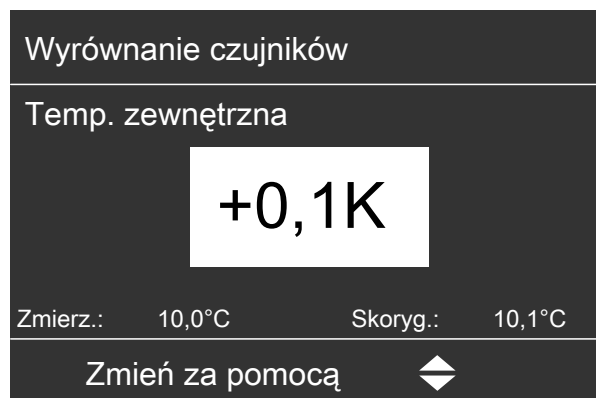 Wyrównanie czujników
Temp. zewnętrzna
+0,1K
Zmierz.: 10,0°C Skoryg.: 10,1°C
Zmień za pomocą